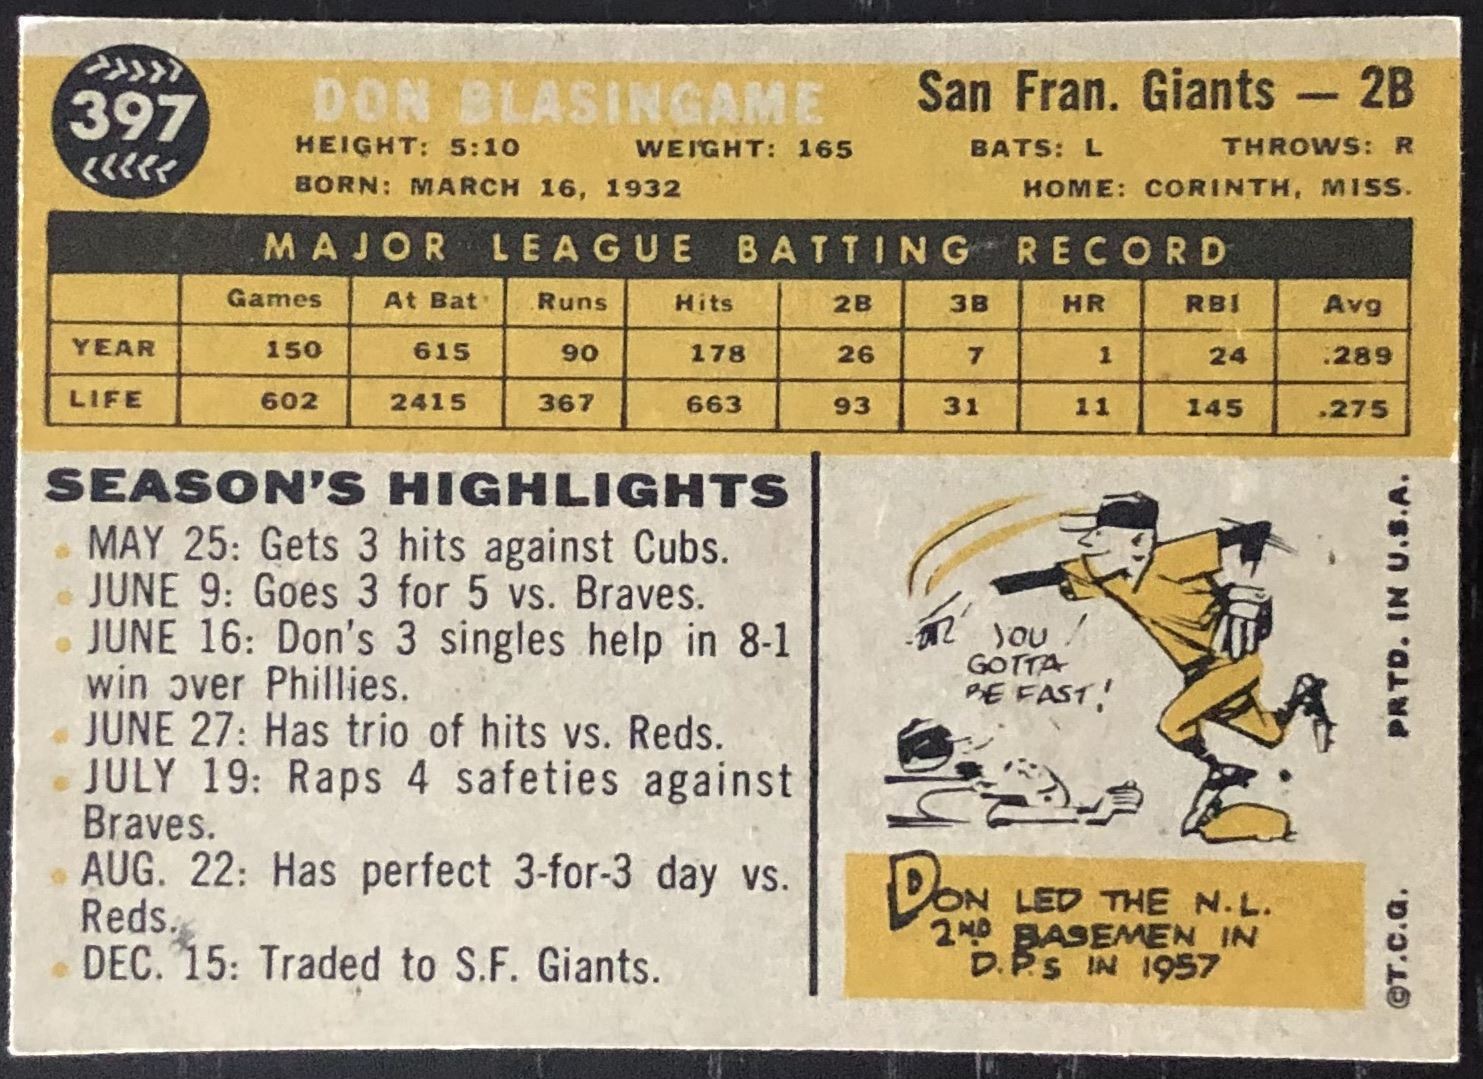 397
DON BLASINGAME
San Fran. Giants — 2B
HEIGHT: 5:10 WEIGHT: 165 BATS: L THROWS: R
BORN: MARCH 16, 1932 HOME: CORINTH, MISS.
MAJOR LEAGUE BATTING RECORD
Games At Bat Runs Hits 2B 3B HR RBI Avg
YEAR 150 615 90 178 26 7 1 24 .289
LIFE 602 2415 367 663 93 31 11 145 .275
SEASON'S HIGHLIGHTS
MAY 25: Gets 3 hits against Cubs.
JUNE 9: Goes 3 for 5 vs. Braves.
JUNE 16: Don's 3 singles help in 8-1
win over Phillies.
JUNE 27: Has trio of hits vs. Reds.
JULY 19: Raps 4 safeties against
Braves.
AUG. 22: Has perfect 3-for-3 day vs.
Reds.
DEC. 15: Traded to S.F. Giants.
YOU
GOTTA
BE FAST!
DON LED THE N.L.
2ND BASEMEN IN
D.P.S IN 1957
PRTD. IN U.S.A.
©T.C.G.